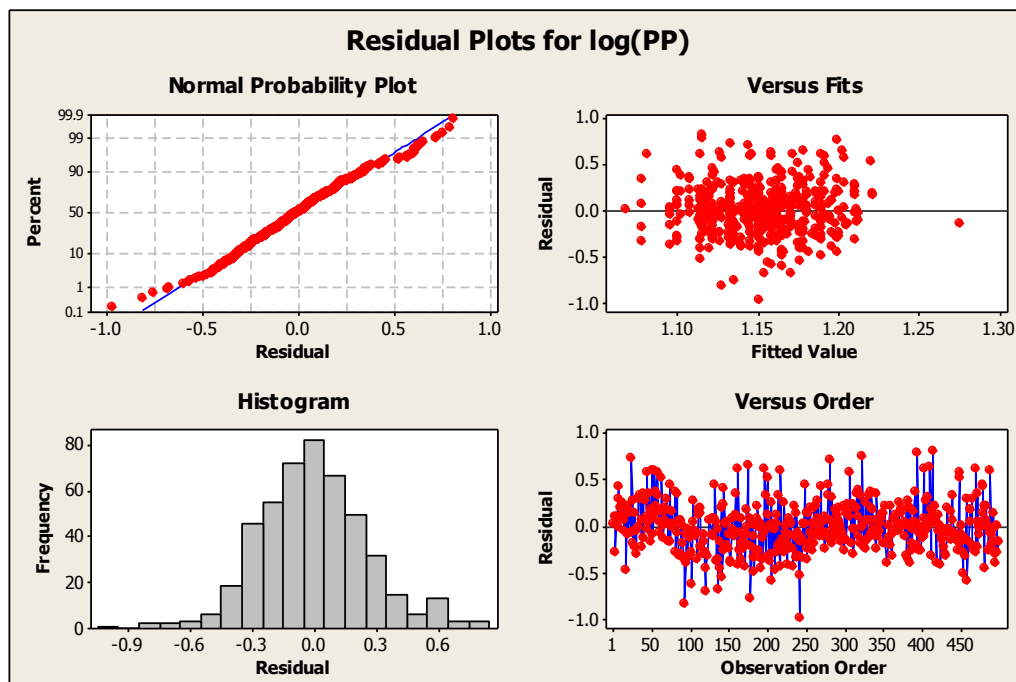 Residual Plots for log(PP)
Normal Probability Plot
99.9
99
90
50
10
1
0.1
Percent
-1.0 -0.5 0.0 0.5 1.0
Residual
Versus Fits
1.0
0.5
0.0
-0.5
-1.0
Residual
1.10 1.15 1.20 1.25 1.30
Fitted Value
Histogram
80
60
40
20
0
Frequency
-0.9 -0.6 -0.3 0.0 0.3 0.6
Residual
Versus Order
1.0
0.5
0.0
-0.5
-1.0
Residual
1 50 100 150 200 250 300 350 400 450
Observation Order